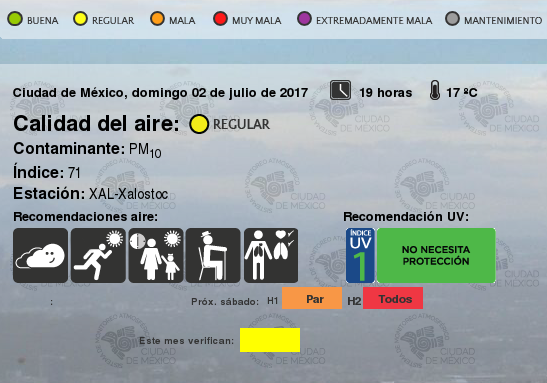 BUENA REGULAR MALA MUY MALA EXTREMADAMENTE MALA MANTENIMIENTO
Ciudad de México, domingo 02 de julio de 2017 19 horas 17 ºC
Calidad del aire: REGULAR
Contaminante: PM10
Índice: 71
Estación: XAL-Xalostoc
Recomendaciones aire: Recomendación UV:
ÍNDICE
UV
1
NO NECESITA
PROTECCIÓN
: Próx. sábado: H1 Par H2 Todos
Este mes verifican: